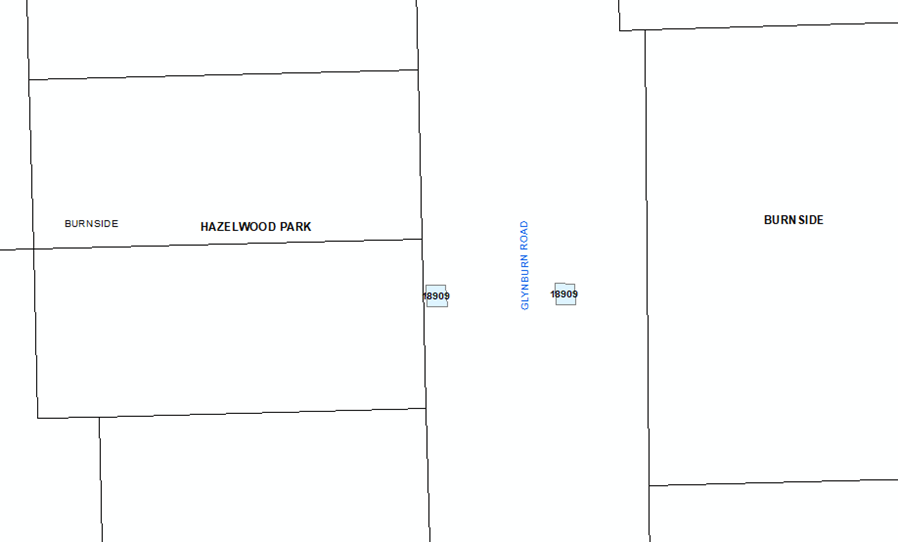 BURNSIDE
HAZELWOOD PARK
GLYNBURN ROAD
BURNSIDE
18909
18909